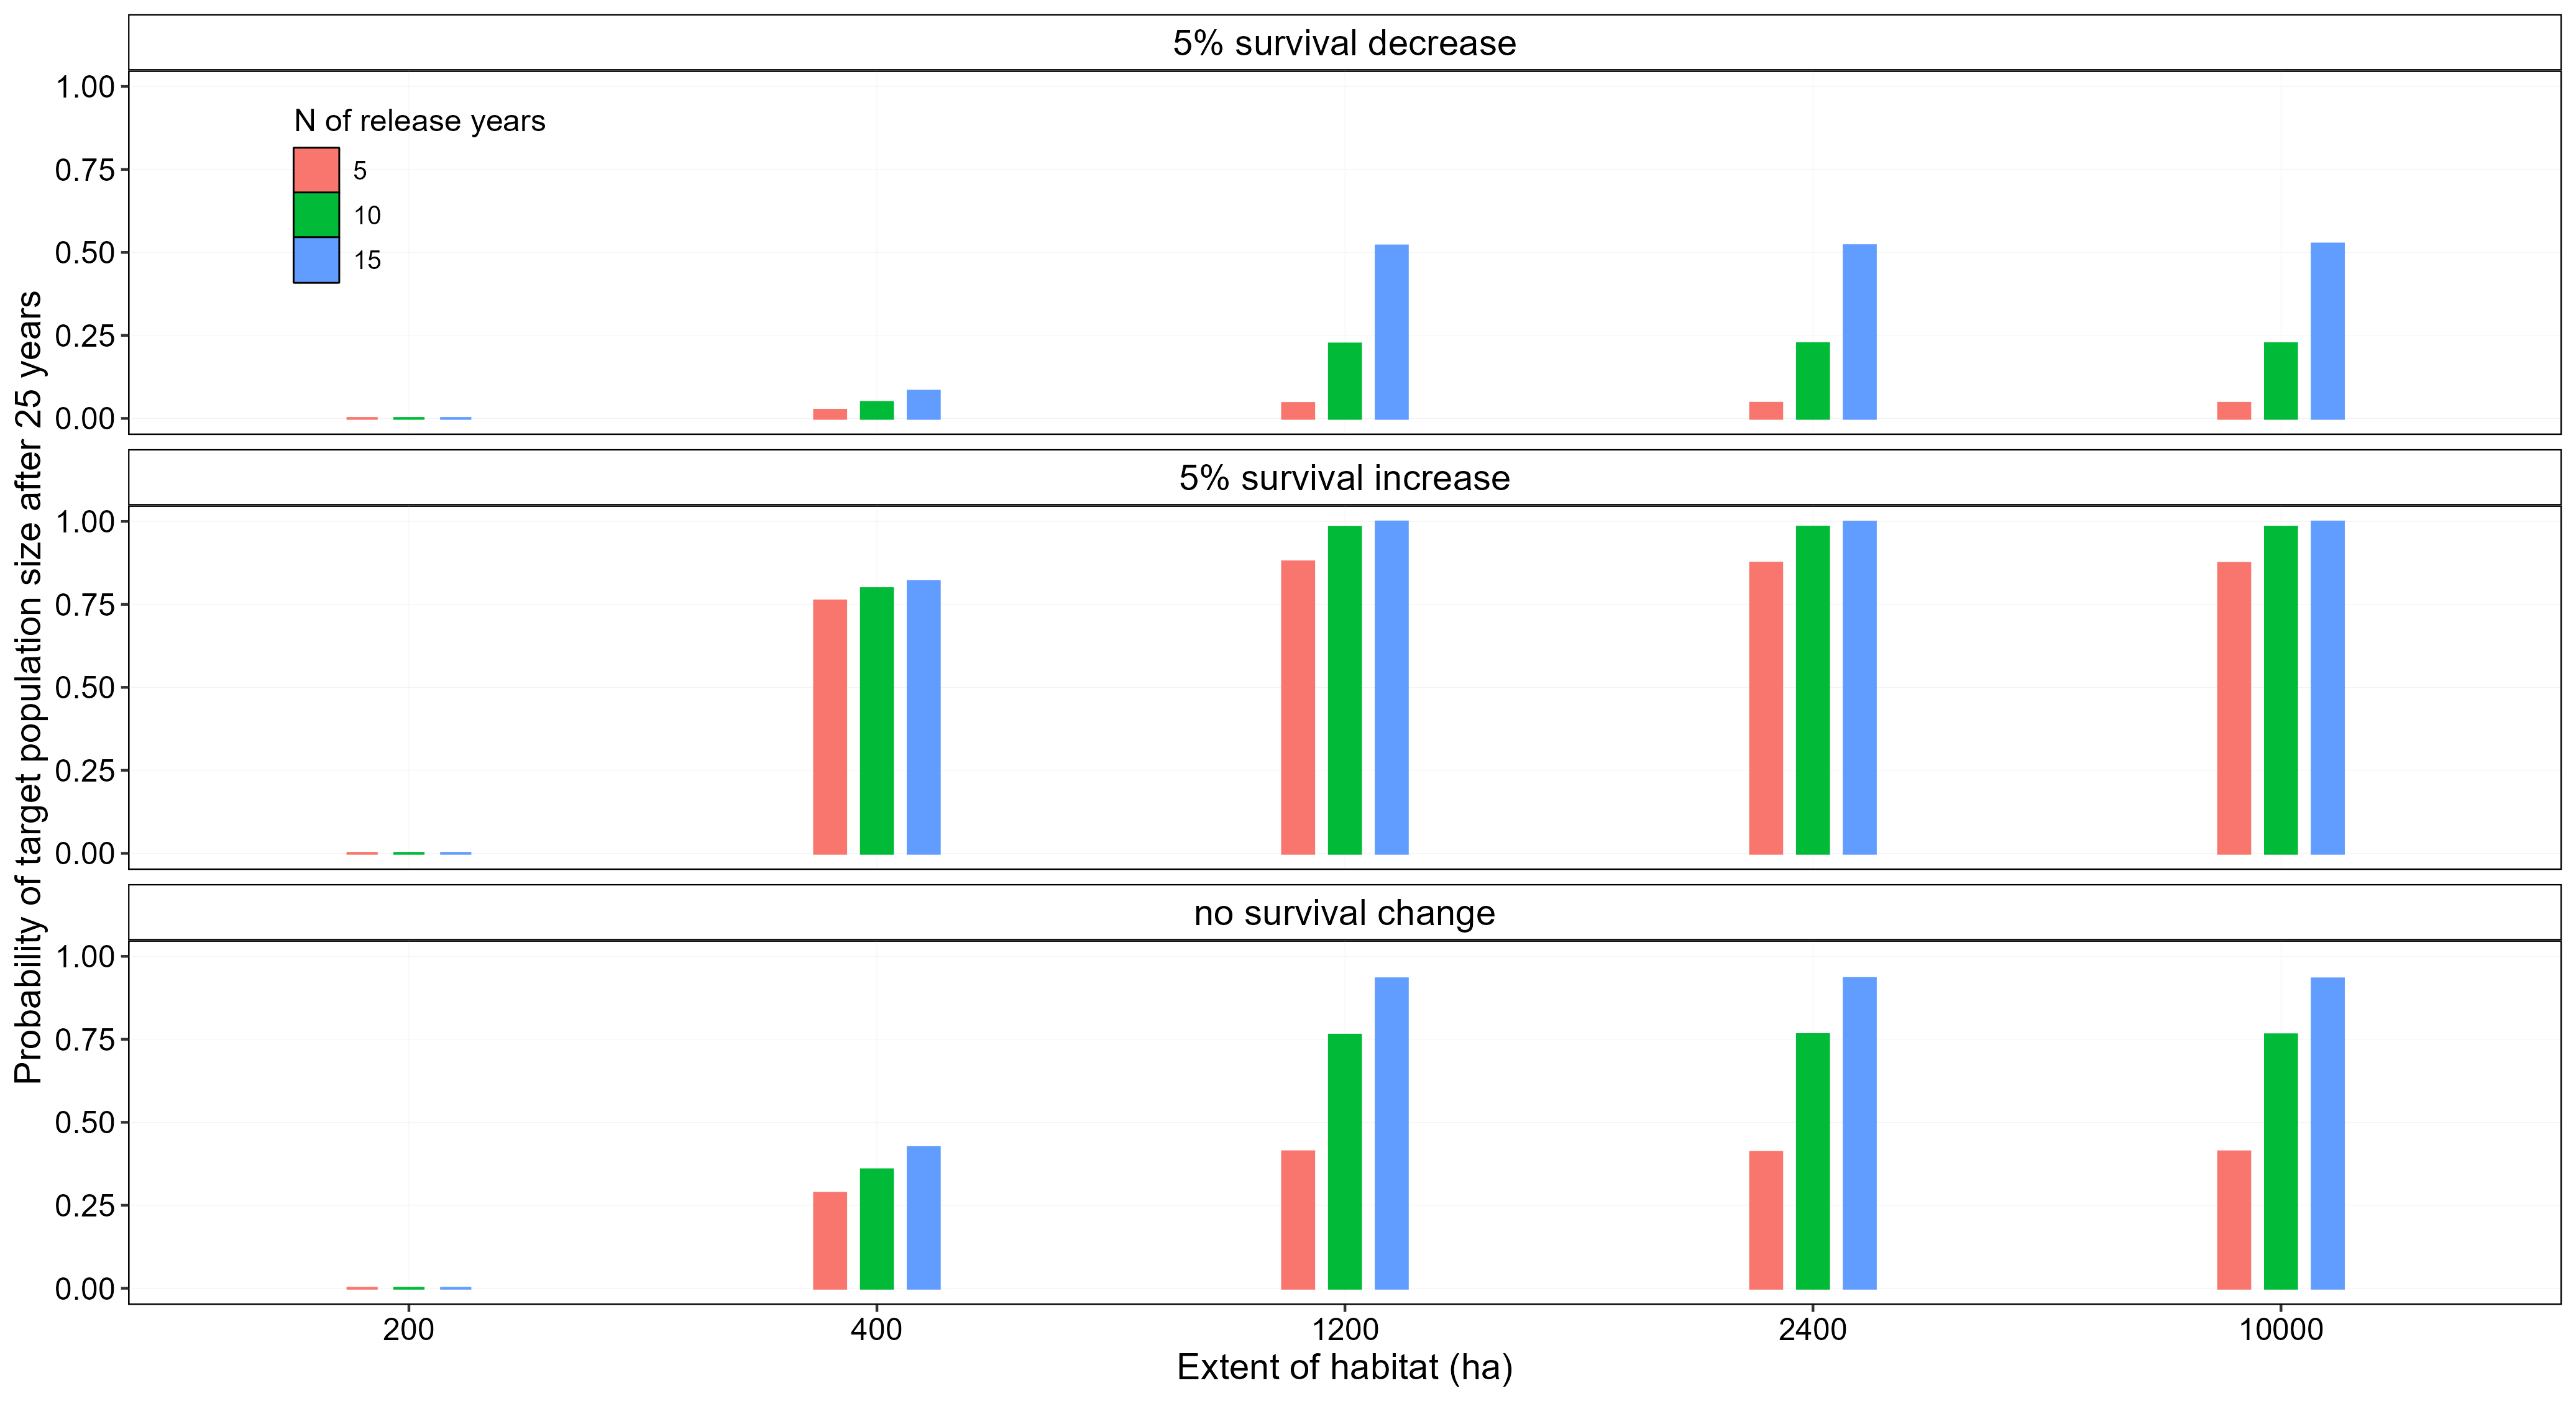 5% survival decrease
1.00
0.75
0.50
0.25
0.00
N of release years
5
10
15
5% survival increase
1.00
0.75
0.50
0.25
0.00
no survival change
1.00
0.75
0.50
0.25
0.00
200 400 1200 2400 10000
Extent of habitat (ha)
Probability of target population size after 25 years